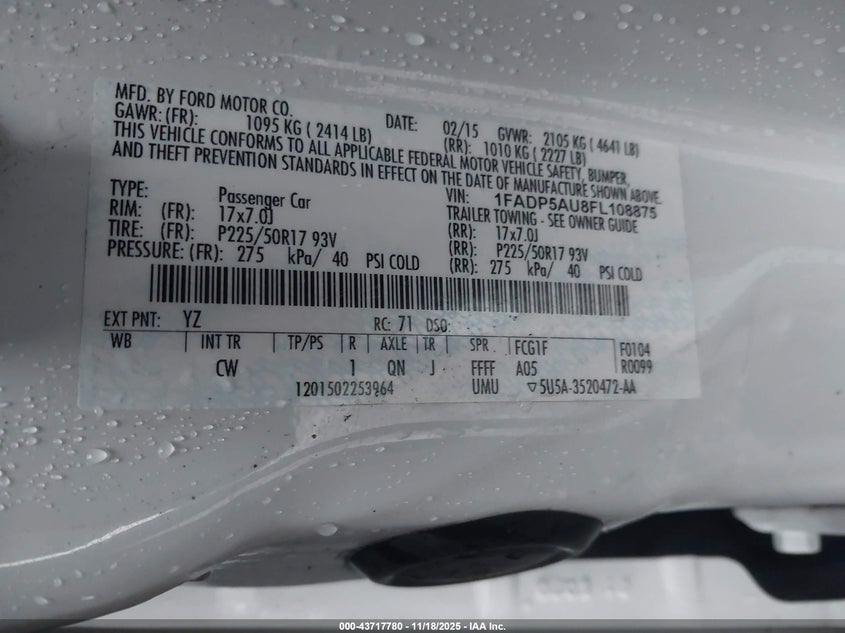 MFD. BY FORD MOTOR CO.
DATE: 02/15 GVWR: 2105 KG ( 4641 LB)
GAWR: (FR): 1095 KG ( 2414 LB) (RR): 1010 KG ( 2227 LB)
THIS VEHICLE CONFORMS TO ALL APPLICABLE FEDERAL MOTOR VEHICLE SAFETY, BUMPER,
AND THEFT PREVENTION STANDARDS IN EFFECT ON THE DATE OF MANUFACTURE SHOWN ABOVE.
VIN: 1FADP5AU8FL108875
TYPE: Passenger Car TRAILER TOWING - SEE OWNER GUIDE
RIM: (FR): 17x7.0J (RR): 17x7.0J
TIRE: (FR): P225/50R17 93V (RR): P225/50R17 93V
PRESSURE: (FR): 275 kPa/ 40 PSI COLD (RR): 275 kPa/ 40 PSI COLD
EXT PNT: YZ RC: 71 DSO:
WB INT TR TP/PS R AXLE TR SPR FCG1F F0104
CW 1 QN J FFFF A05 R0099
1201502253964 UMU ▽5U5A-3520472-AA
000-43717780 - 11/18/2025 - IAA Inc.